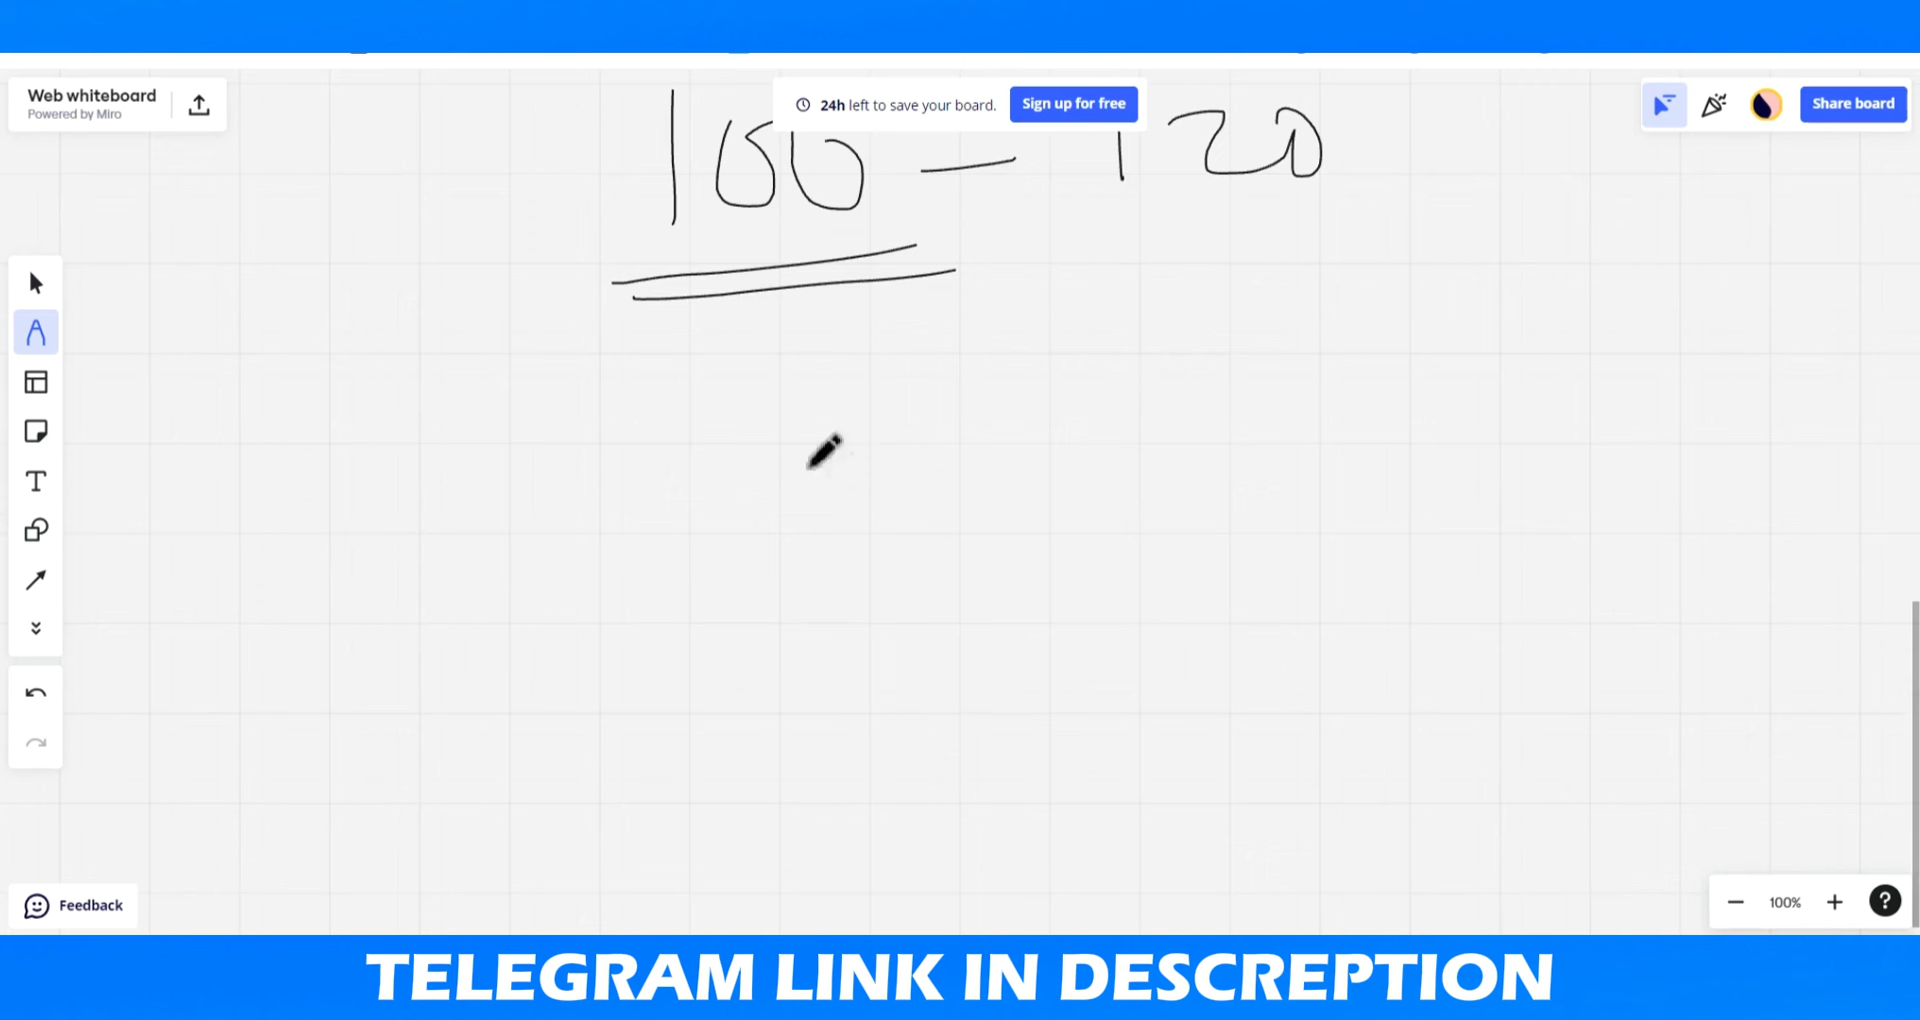 Web whiteboard
Powered by Miro
24h left to save your board.
Sign up for free
Share board
100 — 120
Feedback
100%
TELEGRAM LINK IN DESCREPTION